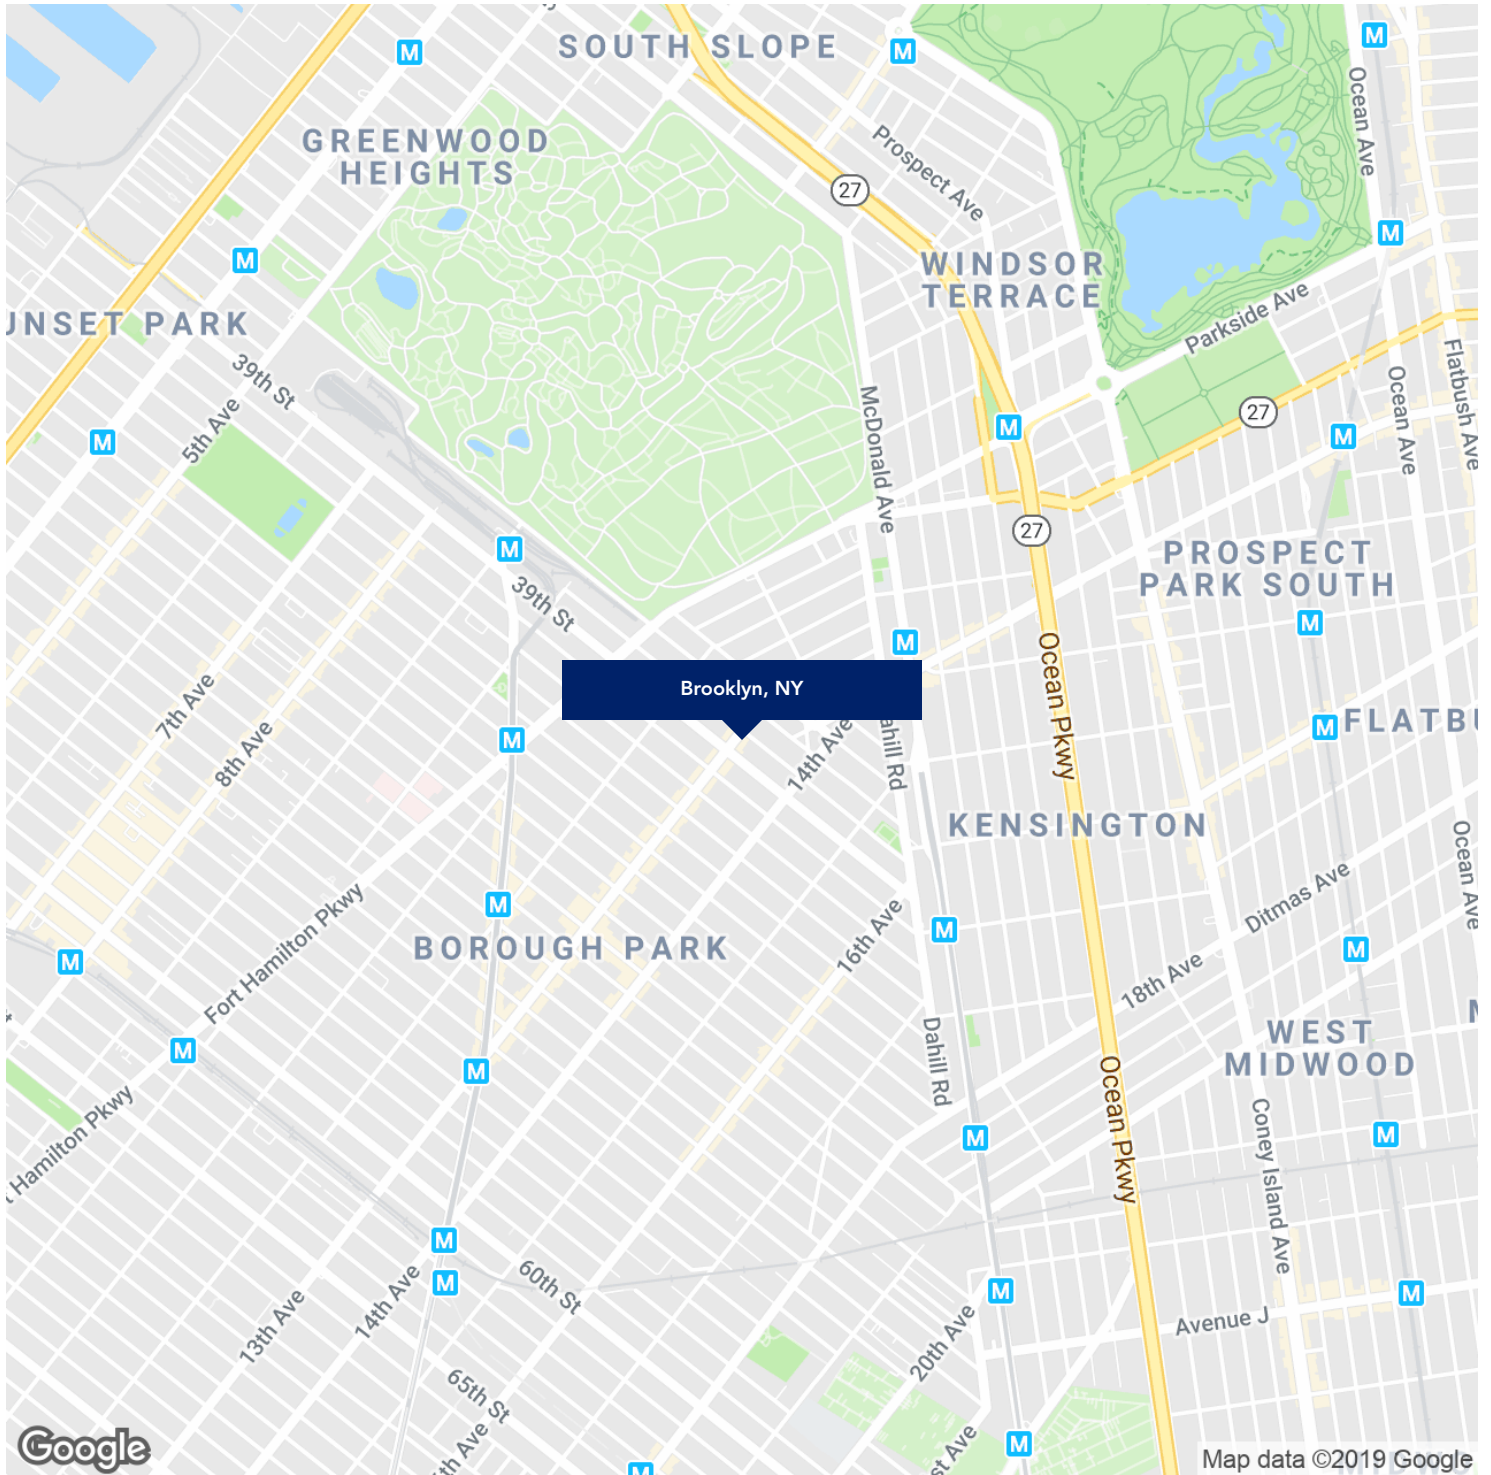 M
SOUTH SLOPE
M
M
Ocean Ave
GREENWOOD
HEIGHTS
Prospect Ave
27
M
M
WINDSOR
TERRACE
UNSET PARK
Parkside Ave
39th St
5th Ave
McDonald Ave
Flatbush Ave
Ocean Ave
27
M
M
M
27
M
PROSPECT
PARK SOUTH
39th St
M
M
Ocean Pkwy
Brooklyn, NY
7th Ave
8th Ave
M
14th Ave
ahill Rd
M
FLATBU
KENSINGTON
Ocean Ave
Ditmas Ave
M
Fort Hamilton Pkwy
16th Ave
M
BOROUGH PARK
M
M
18th Ave
M
Dahill Rd
WEST
MIDWOOD
M
Ocean Pkwy
t Hamilton Pkwy
M
M
Coney Island Ave
M
M
60th St
M
M
13th Ave
14th Ave
20th Ave
Avenue J
65th St
th Ave
st Ave
M
M
Google
Map data ©2019 Google